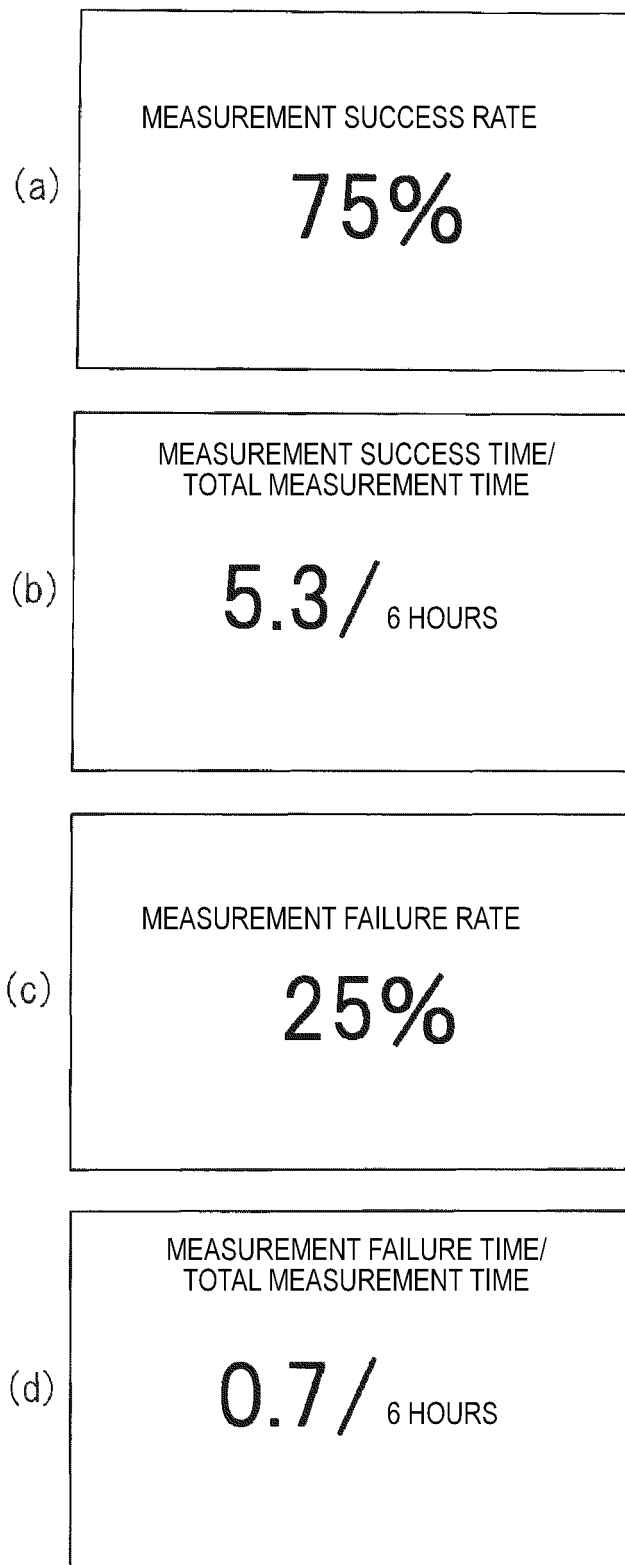 (a)
MEASUREMENT SUCCESS RATE
75%
(b)
MEASUREMENT SUCCESS TIME/
TOTAL MEASUREMENT TIME
5.3/ 6 HOURS
(c)
MEASUREMENT FAILURE RATE
25%
(d)
MEASUREMENT FAILURE TIME/
TOTAL MEASUREMENT TIME
0.7/ 6 HOURS